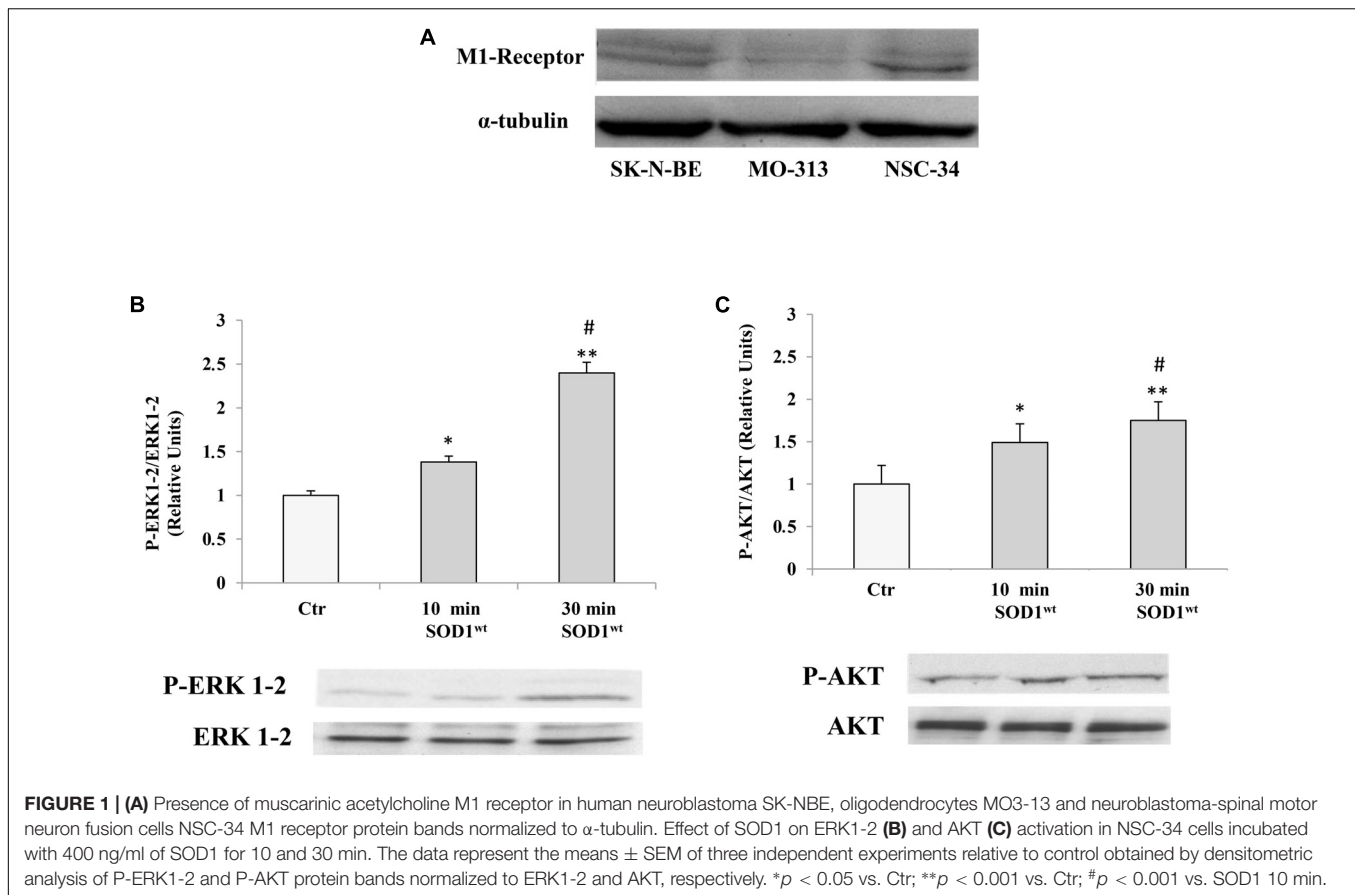 A
M1-Receptor
α-tubulin
SK-N-BE MO-313 NSC-34
B
P-ERK1-2/ERK1-2
(Relative Units)
3
2.5
2
1.5
1
0.5
0
*
#
**
Ctr 10 min 30 min
SOD1wt SOD1wt
P-ERK 1-2
ERK 1-2
C
P-AKT/AKT (Relative Units)
3
2.5
2
1.5
1
0.5
0
*
#
**
Ctr 10 min 30 min
SOD1wt SOD1wt
P-AKT
AKT
FIGURE 1 | (A) Presence of muscarinic acetylcholine M1 receptor in human neuroblastoma SK-NBE, oligodendrocytes MO3-13 and neuroblastoma-spinal motor
neuron fusion cells NSC-34 M1 receptor protein bands normalized to α-tubulin. Effect of SOD1 on ERK1-2 (B) and AKT (C) activation in NSC-34 cells incubated
with 400 ng/ml of SOD1 for 10 and 30 min. The data represent the means ± SEM of three independent experiments relative to control obtained by densitometric
analysis of P-ERK1-2 and P-AKT protein bands normalized to ERK1-2 and AKT, respectively. *p < 0.05 vs. Ctr; **p < 0.001 vs. Ctr; #p < 0.001 vs. SOD1 10 min.